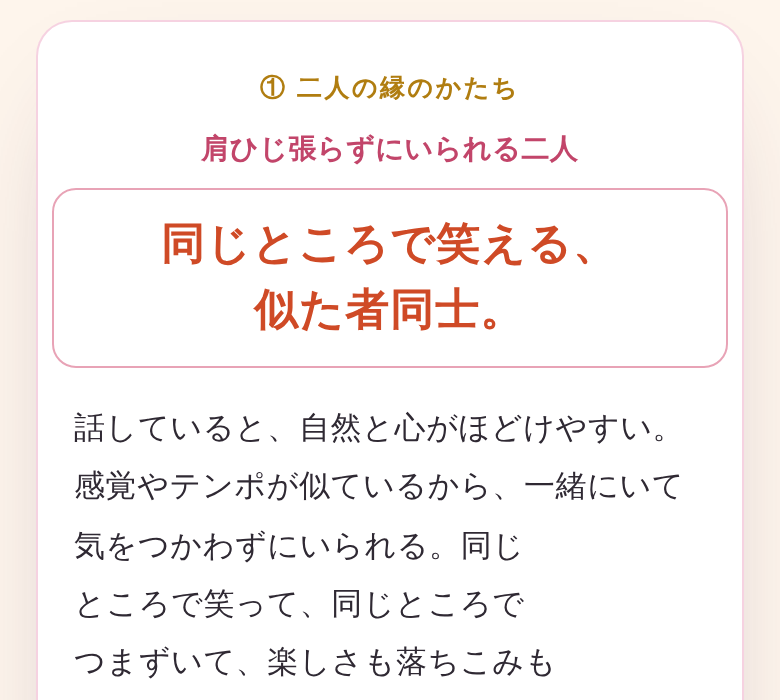 ① 二人の縁のかたち
肩ひじ張らずにいられる二人
同じところで笑える、
似た者同士。
話していると、自然と心がほどけやすい。
感覚やテンポが似ているから、一緒にいて
気をつかわずにいられる。同じ
ところで笑って、同じところで
つまずいて、楽しさも落ちこみも